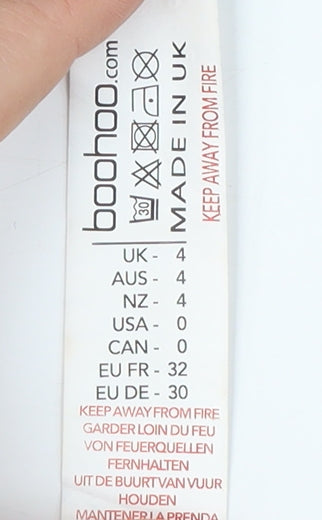 boohoo.com
30
MADE IN UK
KEEP AWAY FROM FIRE
UK - 4
AUS - 4
NZ - 4
USA - 0
CAN - 0
EU FR - 32
EU DE - 30
KEEP AWAY FROM FIRE
GARDER LOIN DU FEU
VON FEUERQUELLEN
FERNHALTEN
UIT DE BUURT VAN VUUR
HOUDEN
MANTENER LA PRENDA